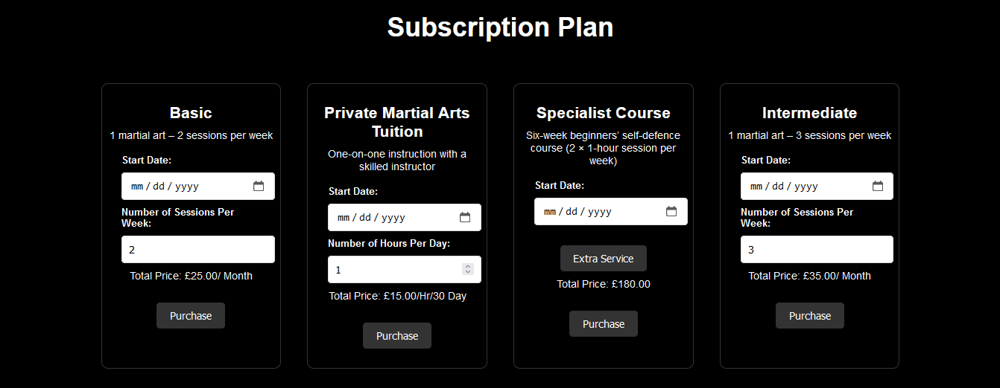 Subscription Plan
Basic
1 martial art – 2 sessions per week
Start Date:
mm / dd / yyyy
Number of Sessions Per
Week:
2
Total Price: £25.00/ Month
Purchase
Private Martial Arts
Tuition
One-on-one instruction with a
skilled instructor
Start Date:
mm / dd / yyyy
Number of Hours Per Day:
1
Total Price: £15.00/Hr/30 Day
Purchase
Specialist Course
Six-week beginners’ self-defence
course (2 × 1-hour session per
week)
Start Date:
mm / dd / yyyy
Extra Service
Total Price: £180.00
Purchase
Intermediate
1 martial art – 3 sessions per week
Start Date:
mm / dd / yyyy
Number of Sessions Per
Week:
3
Total Price: £35.00/ Month
Purchase